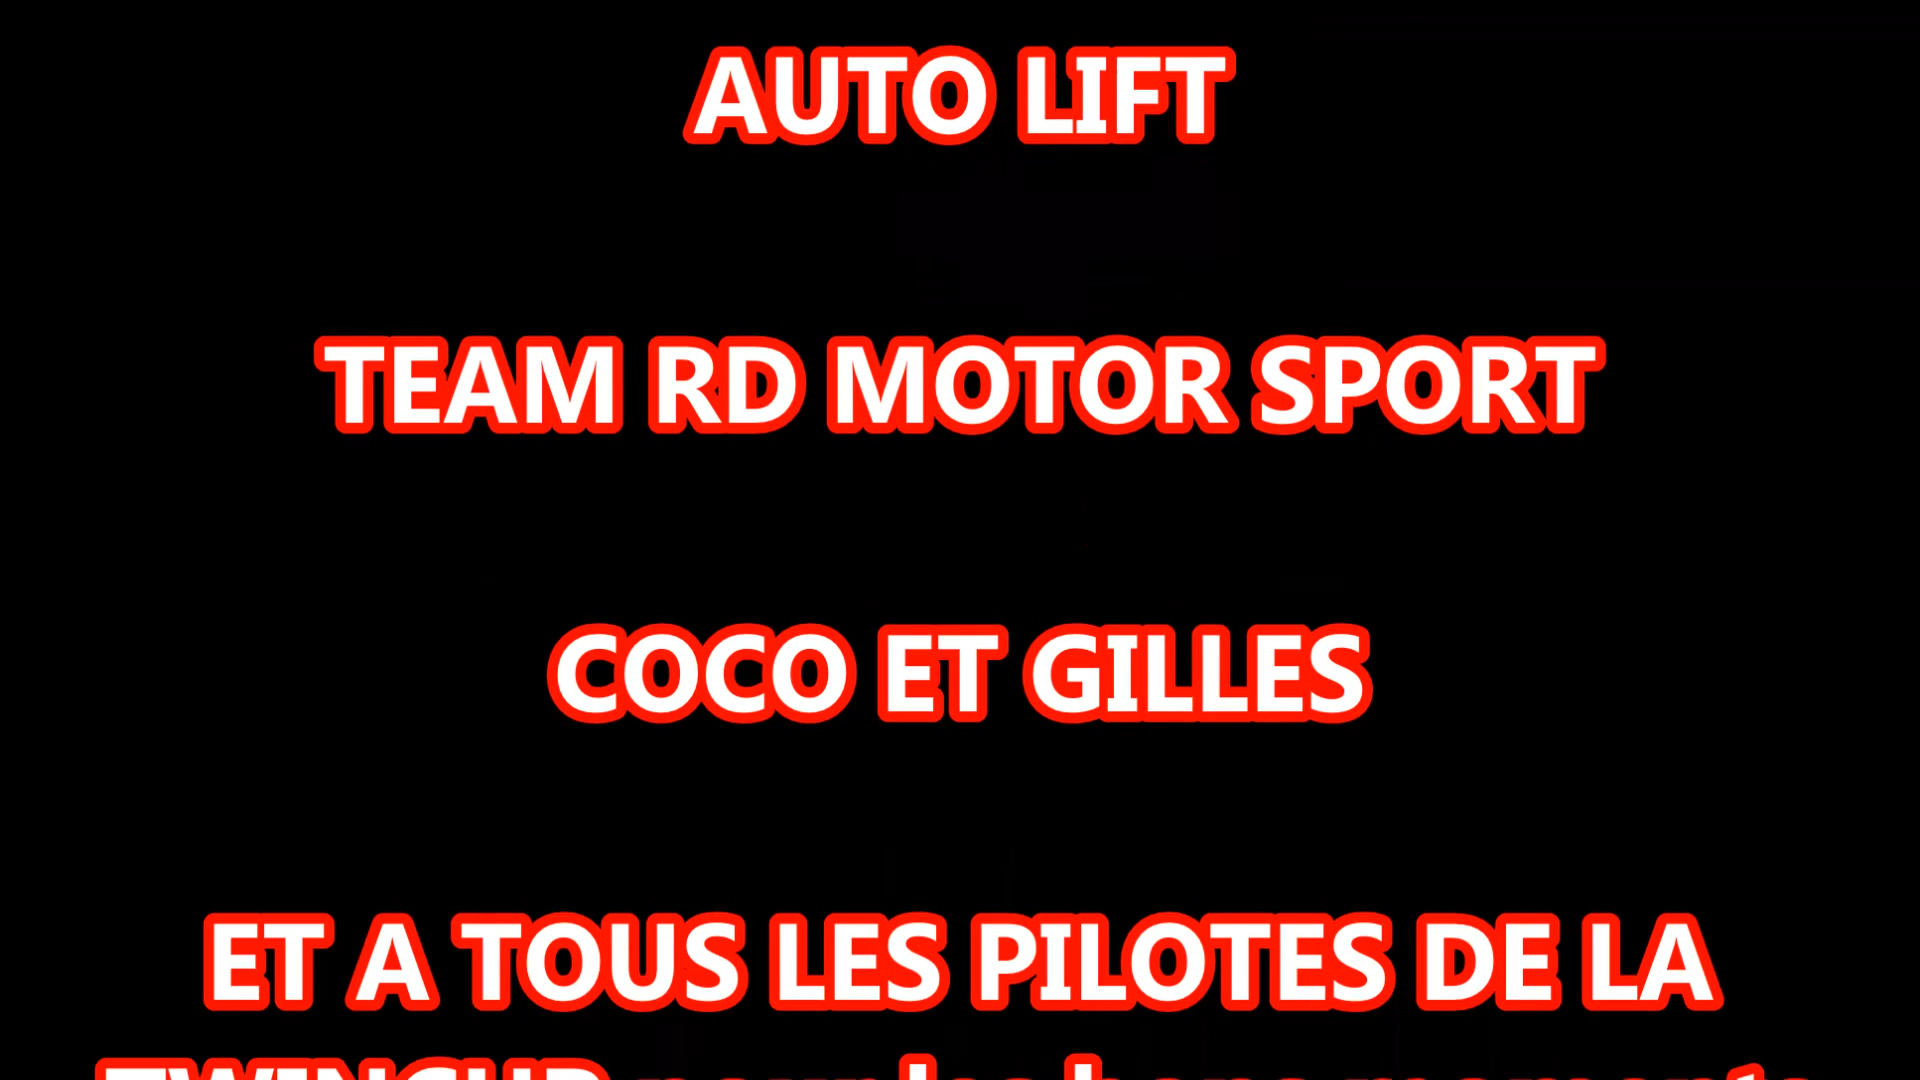 AUTO LIFT
TEAM RD MOTOR SPORT
COCO ET GILLES
ET A TOUS LES PILOTES DE LA